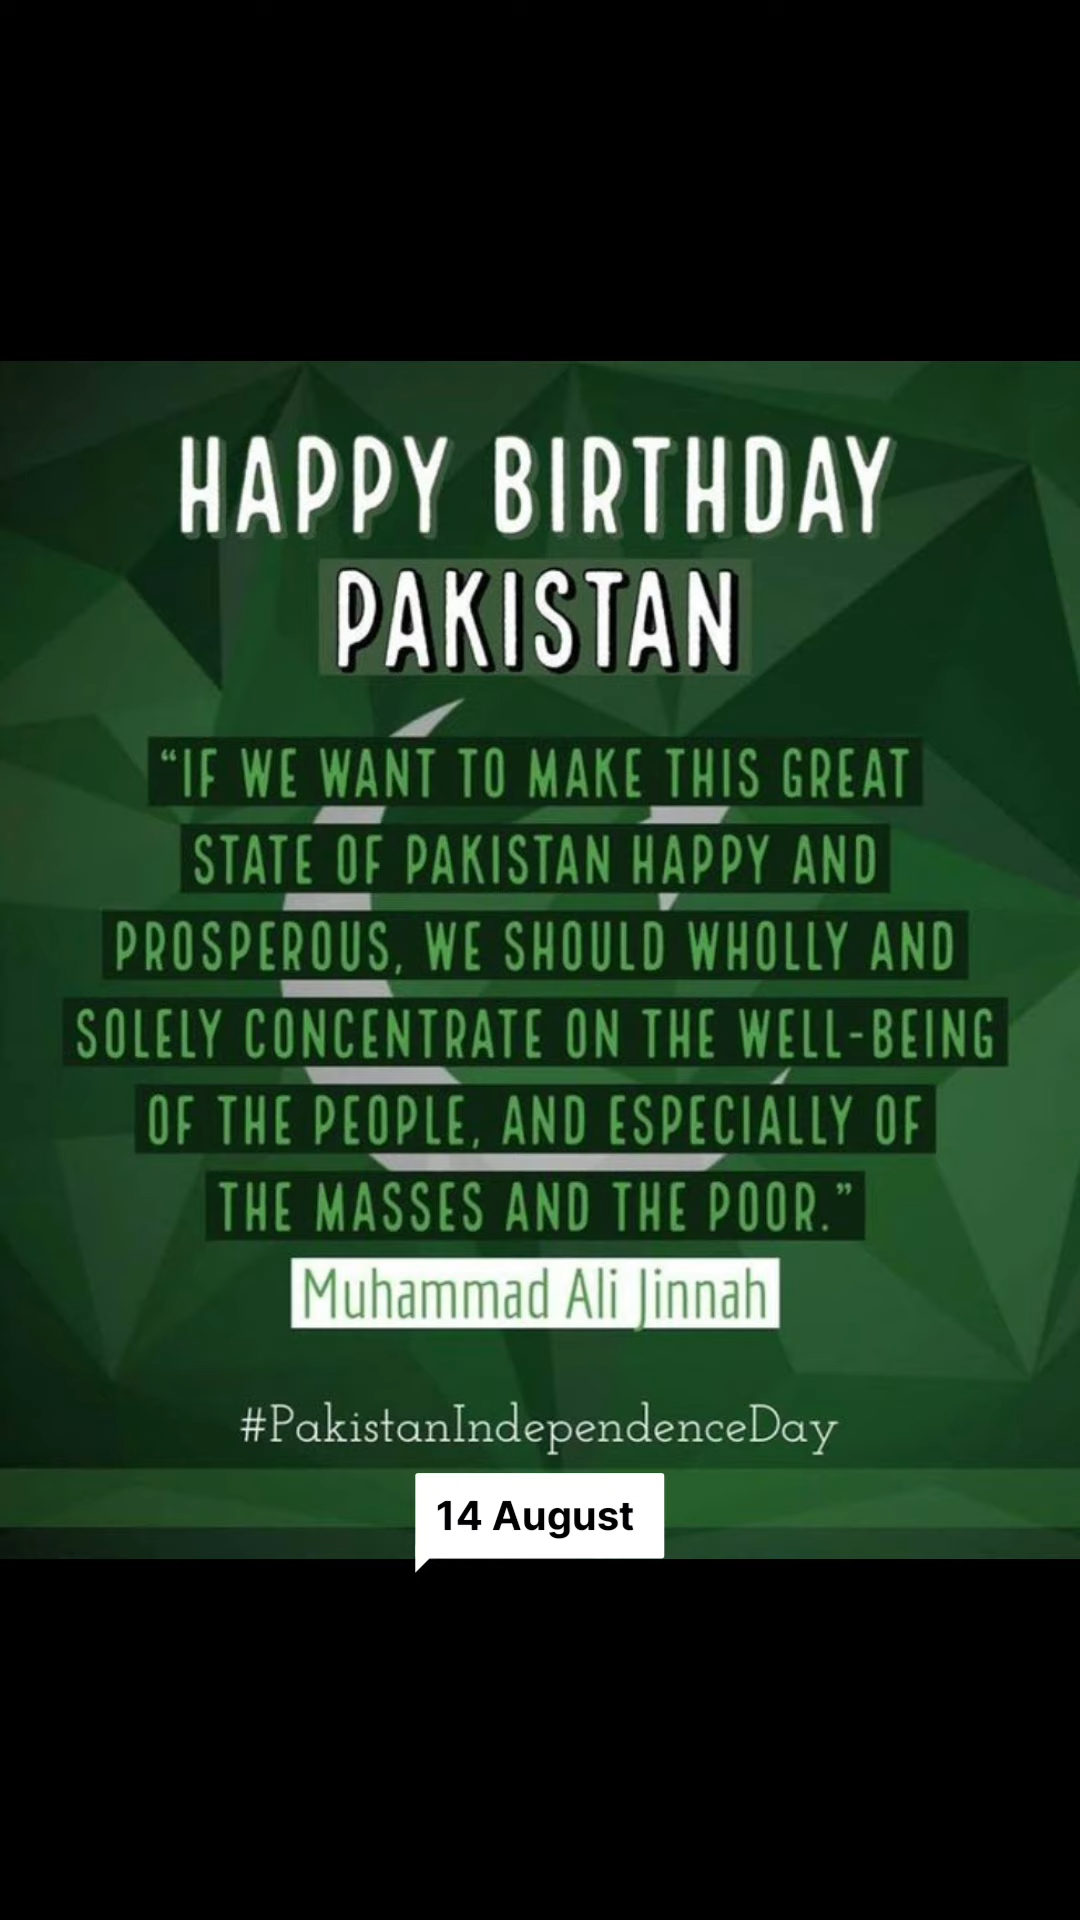 HAPPY BIRTHDAY
PAKISTAN
“IF WE WANT TO MAKE THIS GREAT
STATE OF PAKISTAN HAPPY AND
PROSPEROUS, WE SHOULD WHOLLY AND
SOLELY CONCENTRATE ON THE WELL-BEING
OF THE PEOPLE, AND ESPECIALLY OF
THE MASSES AND THE POOR.”
Muhammad Ali Jinnah
#PakistanIndependenceDay
14 August